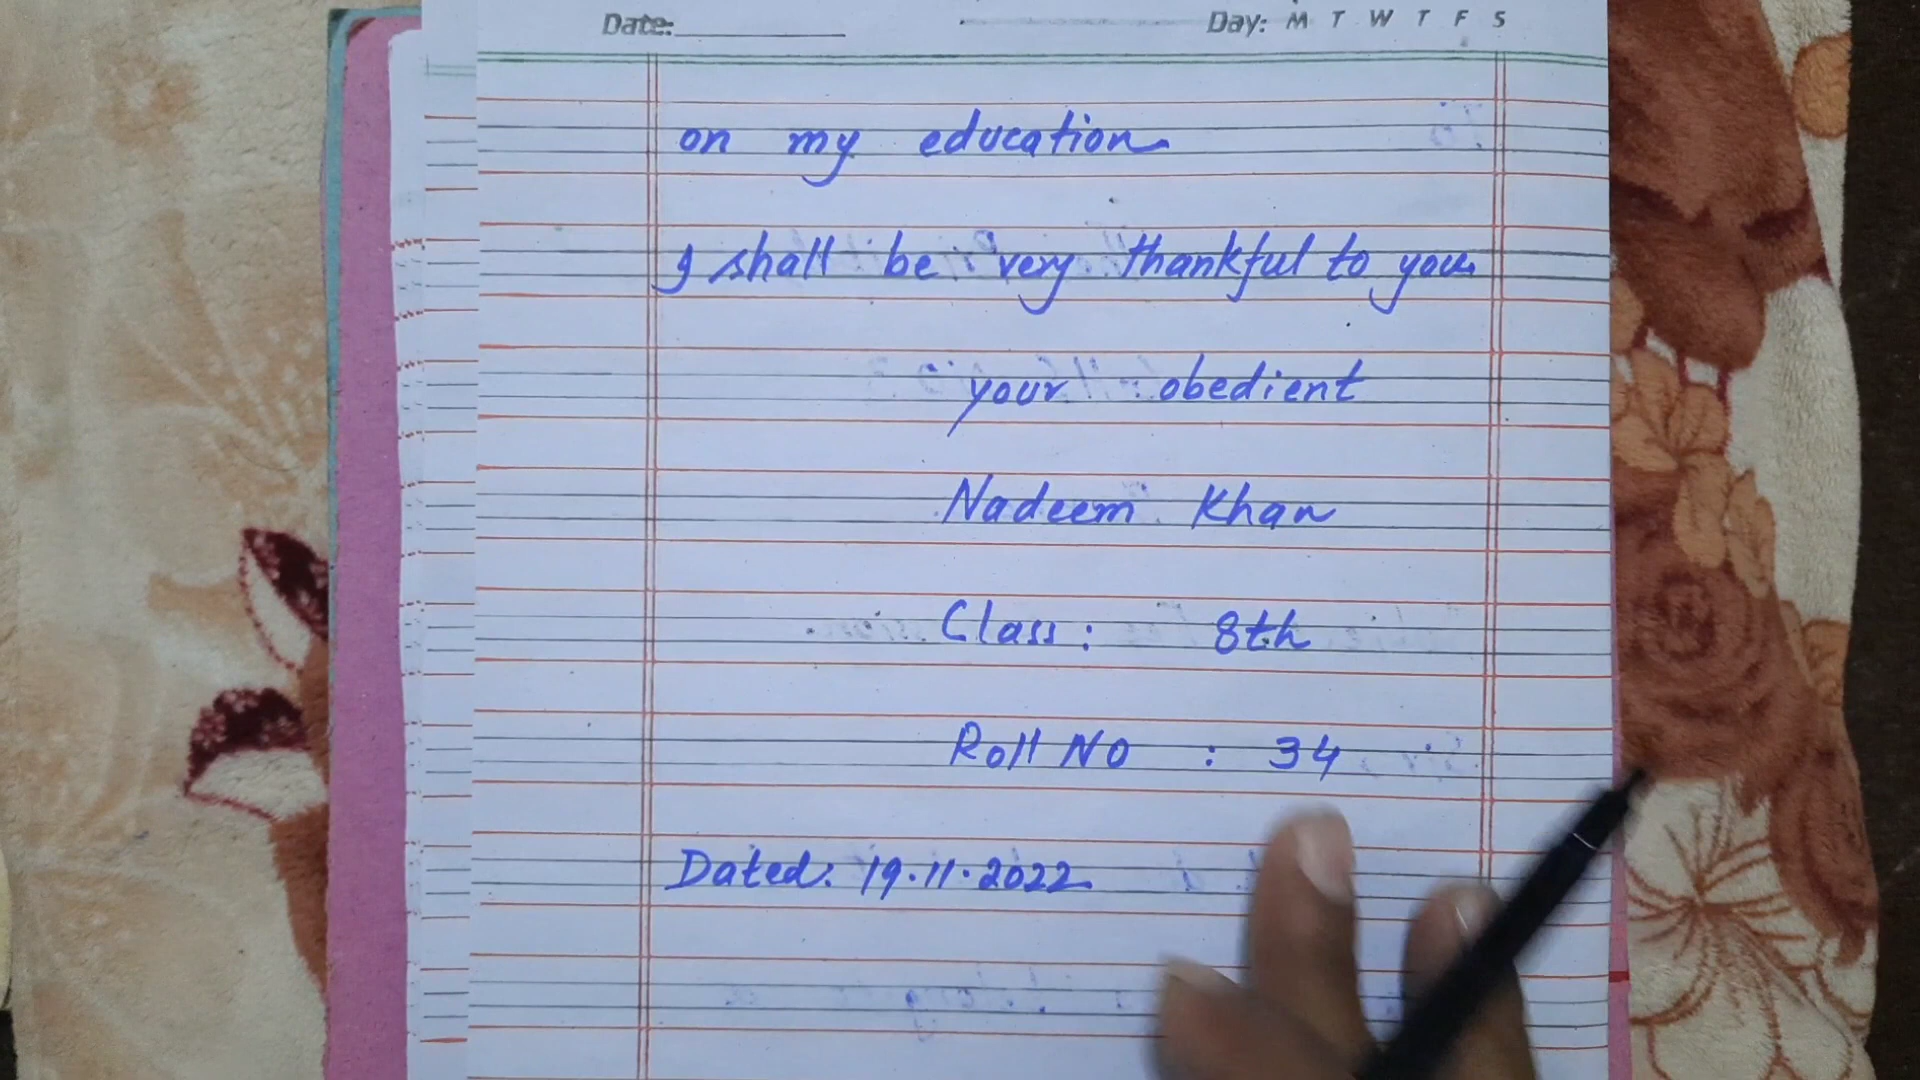 Date: Day: M T W T F S
on my education
I shall be very thankful to you
your obedient
Nadeem Khan
Class: 8th
Roll NO : 34
Dated: 19.11.2022